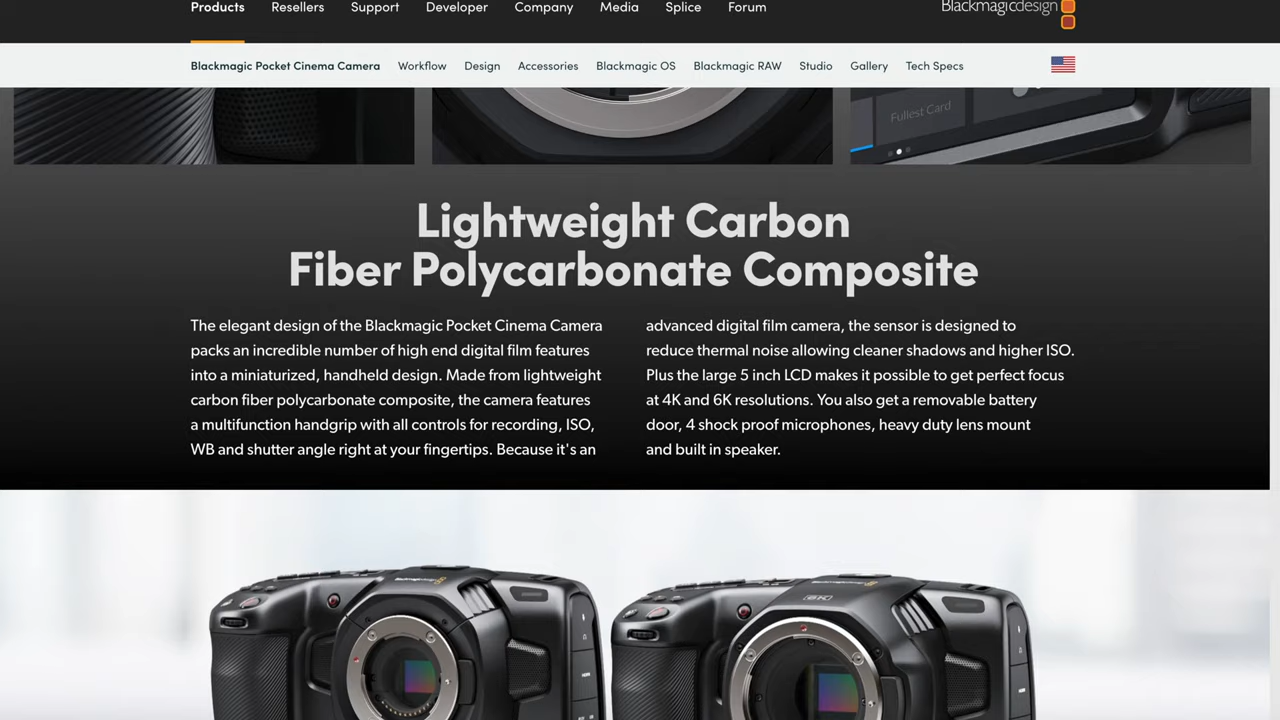 Products Resellers Support Developer Company Media Splice Forum Blackmagicdesign
Blackmagic Pocket Cinema Camera Workflow Design Accessories Blackmagic OS Blackmagic RAW Studio Gallery Tech Specs
Fullest Card
Lightweight Carbon
Fiber Polycarbonate Composite
The elegant design of the Blackmagic Pocket Cinema Camera
packs an incredible number of high end digital film features
into a miniaturized, handheld design. Made from lightweight
carbon fiber polycarbonate composite, the camera features
a multifunction handgrip with all controls for recording, ISO,
WB and shutter angle right at your fingertips. Because it's an
advanced digital film camera, the sensor is designed to
reduce thermal noise allowing cleaner shadows and higher ISO.
Plus the large 5 inch LCD makes it possible to get perfect focus
at 4K and 6K resolutions. You also get a removable battery
door, 4 shock proof microphones, heavy duty lens mount
and built in speaker.
Blackmagicdesign
6K